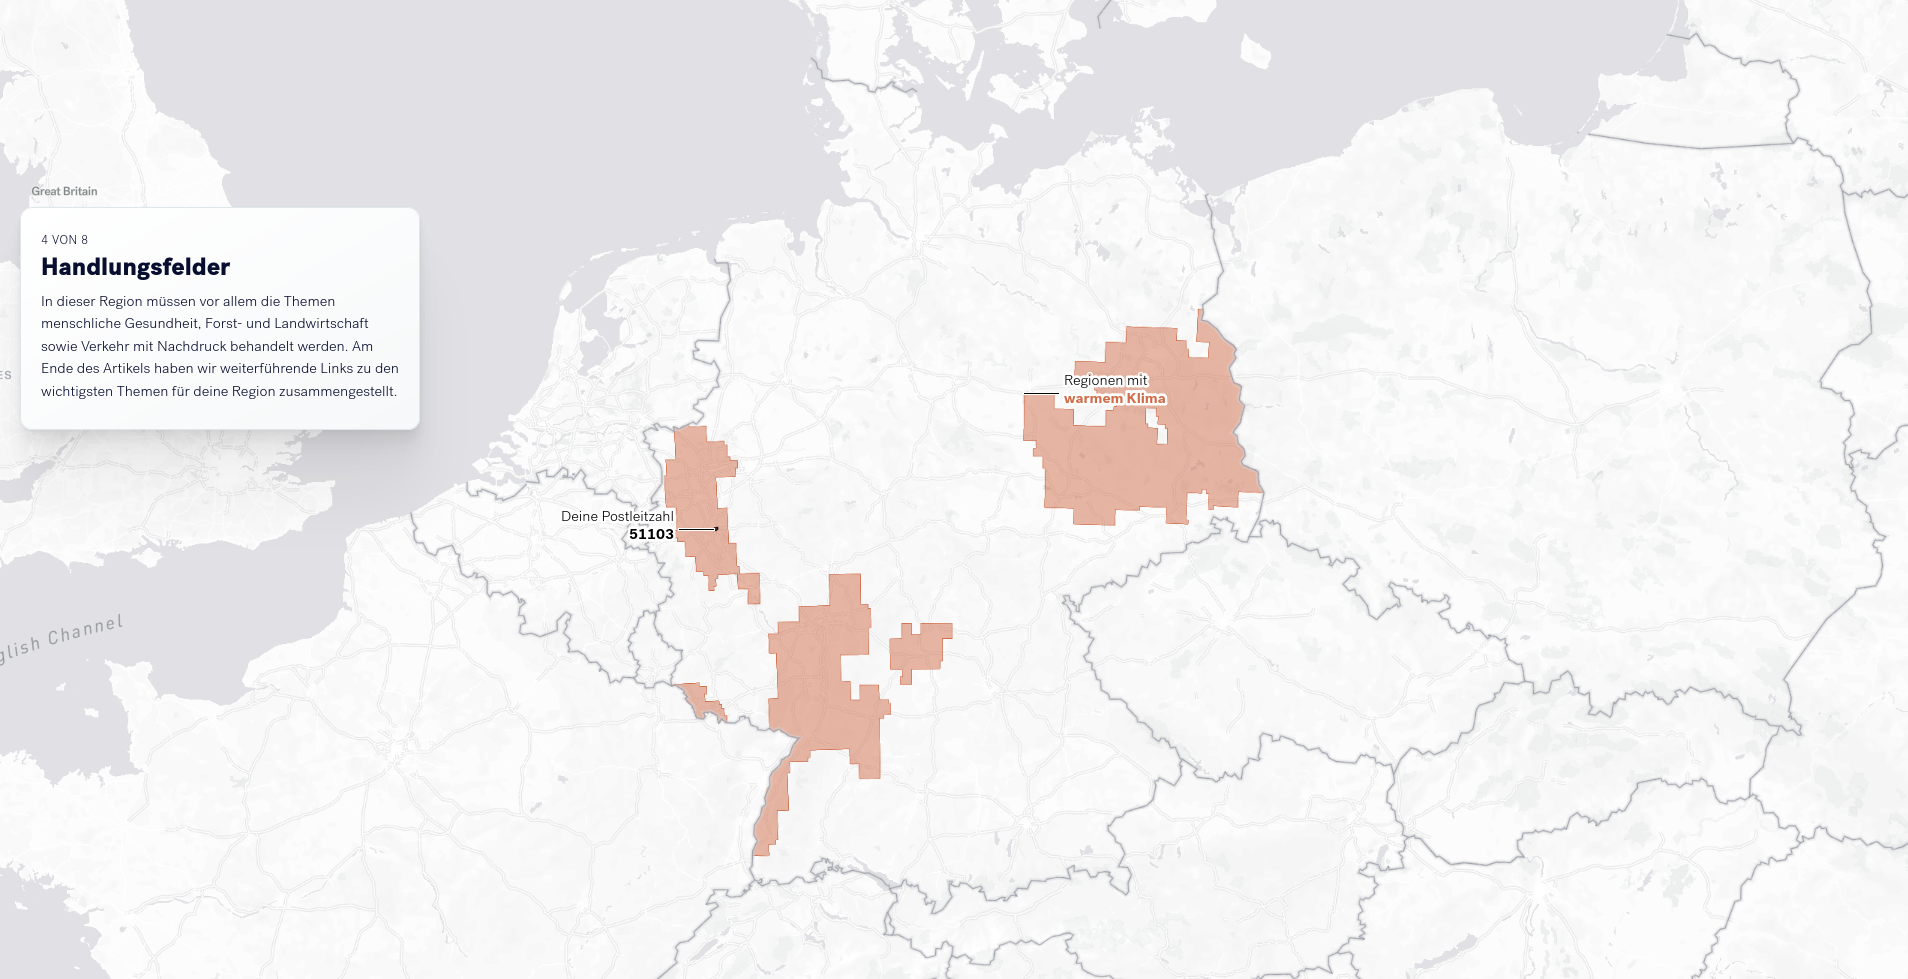 Great Britain
4 VON 8
Handlungsfelder
In dieser Region müssen vor allem die Themen
menschliche Gesundheit, Forst- und Landwirtschaft
sowie Verkehr mit Nachdruck behandelt werden. Am
Ende des Artikels haben wir weiterführende Links zu den
wichtigsten Themen für deine Region zusammengestellt.
ES
Regionen mit
warmem Klima
Deine Postleitzahl
51103
glish Channel